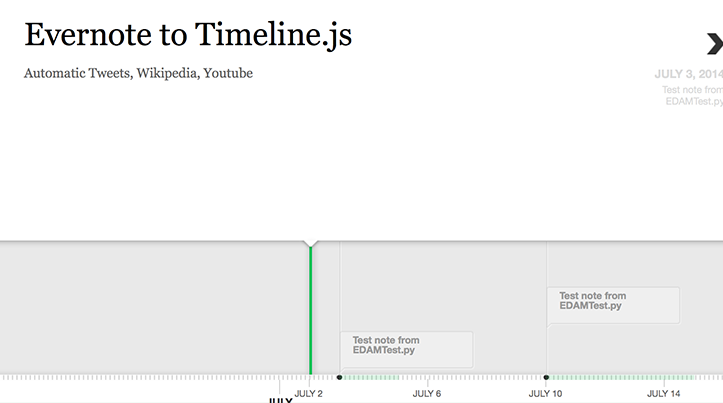 Evernote to Timeline.js
Automatic Tweets, Wikipedia, Youtube
JULY 3, 2014
Test note from
EDAMTest.py
Test note from
EDAMTest.py
Test note from
EDAMTest.py
JULY 2
JULY 6
JULY 10
JULY 14
JULY